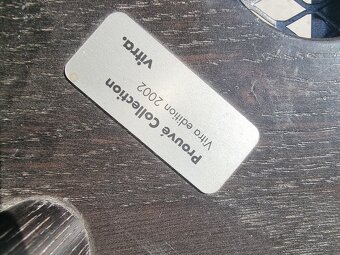 Prouvé Collection
Vitra edition 2002
vitra.